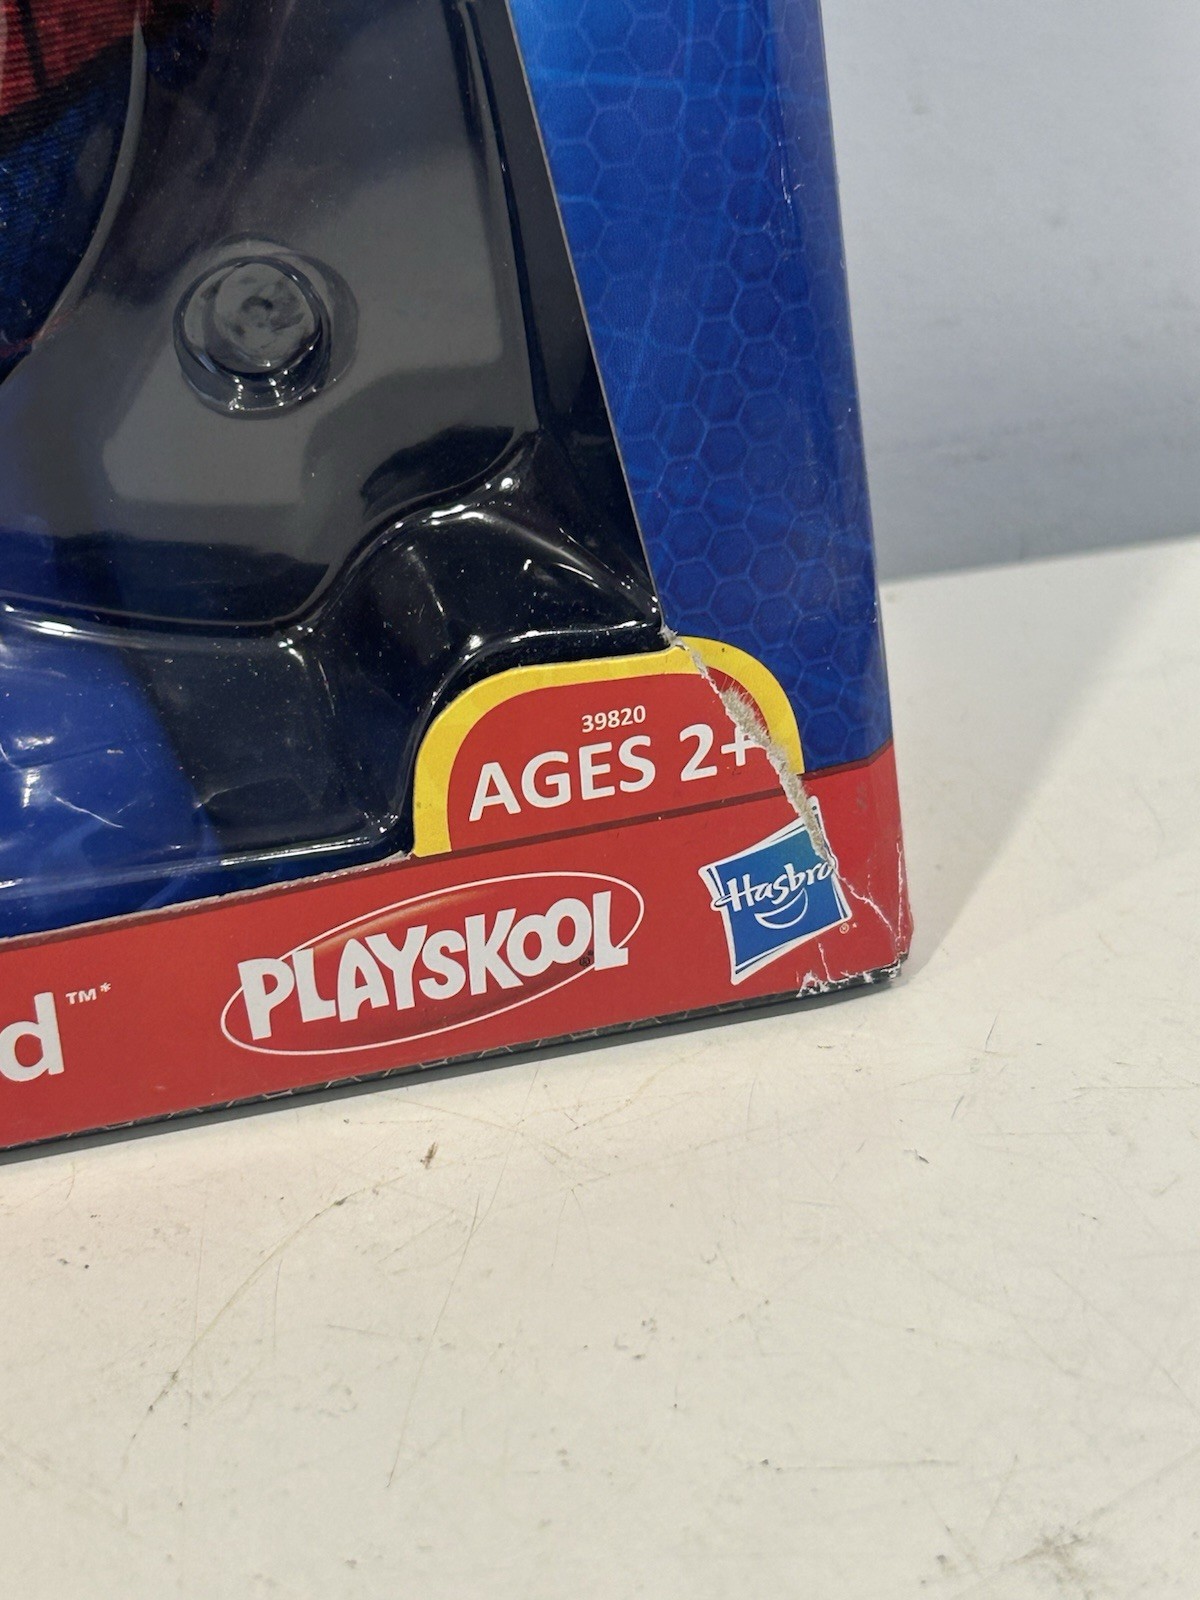 39820
AGES 2+
Hasbro
®*
PLAYSKOOL®
d™*